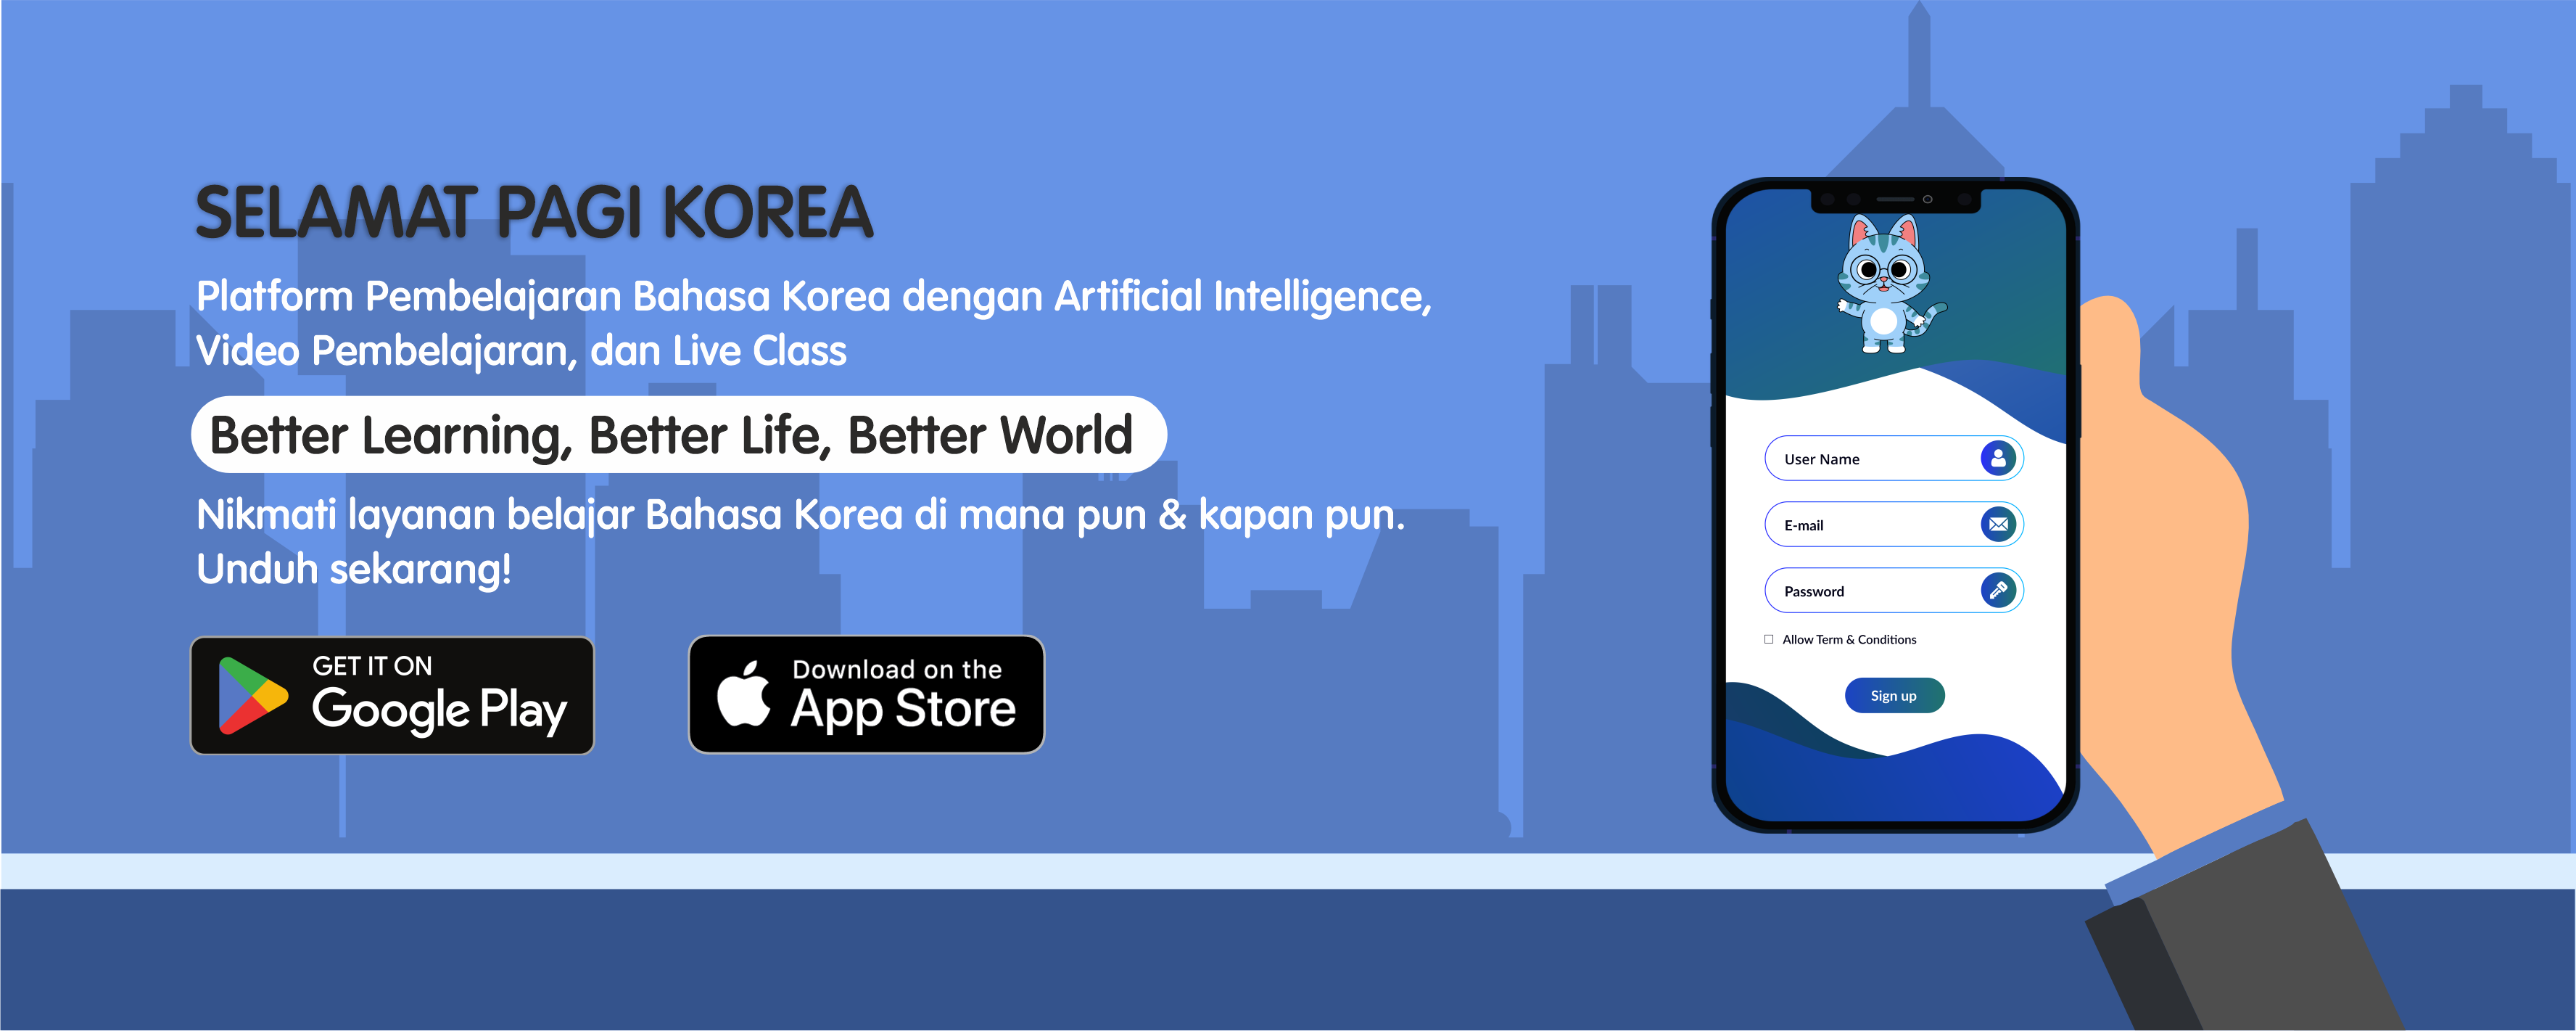 SELAMAT PAGI KOREA
Platform Pembelajaran Bahasa Korea dengan Artificial Intelligence,
Video Pembelajaran, dan Live Class
Better Learning, Better Life, Better World
Nikmati layanan belajar Bahasa Korea di mana pun & kapan pun.
Unduh sekarang!
GET IT ON
Google Play
Download on the
App Store
User Name
E-mail
Password
Allow Term & Conditions
Sign up